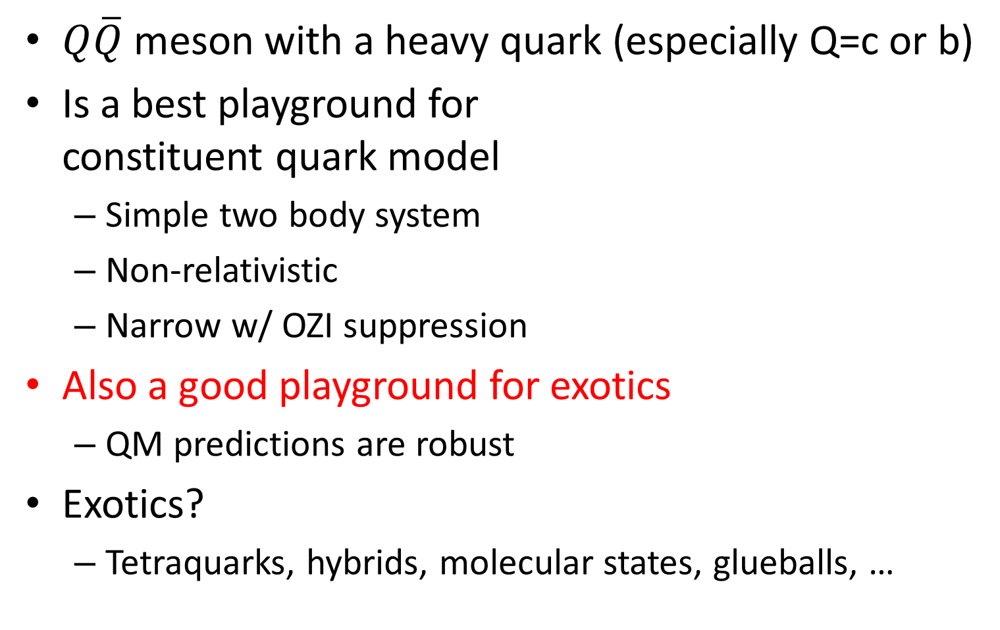 • QQ̄ meson with a heavy quark (especially Q=c or b)
• Is a best playground for
constituent quark model
– Simple two body system
– Non-relativistic
– Narrow w/ OZI suppression
• Also a good playground for exotics
– QM predictions are robust
• Exotics?
– Tetraquarks, hybrids, molecular states, glueballs, …